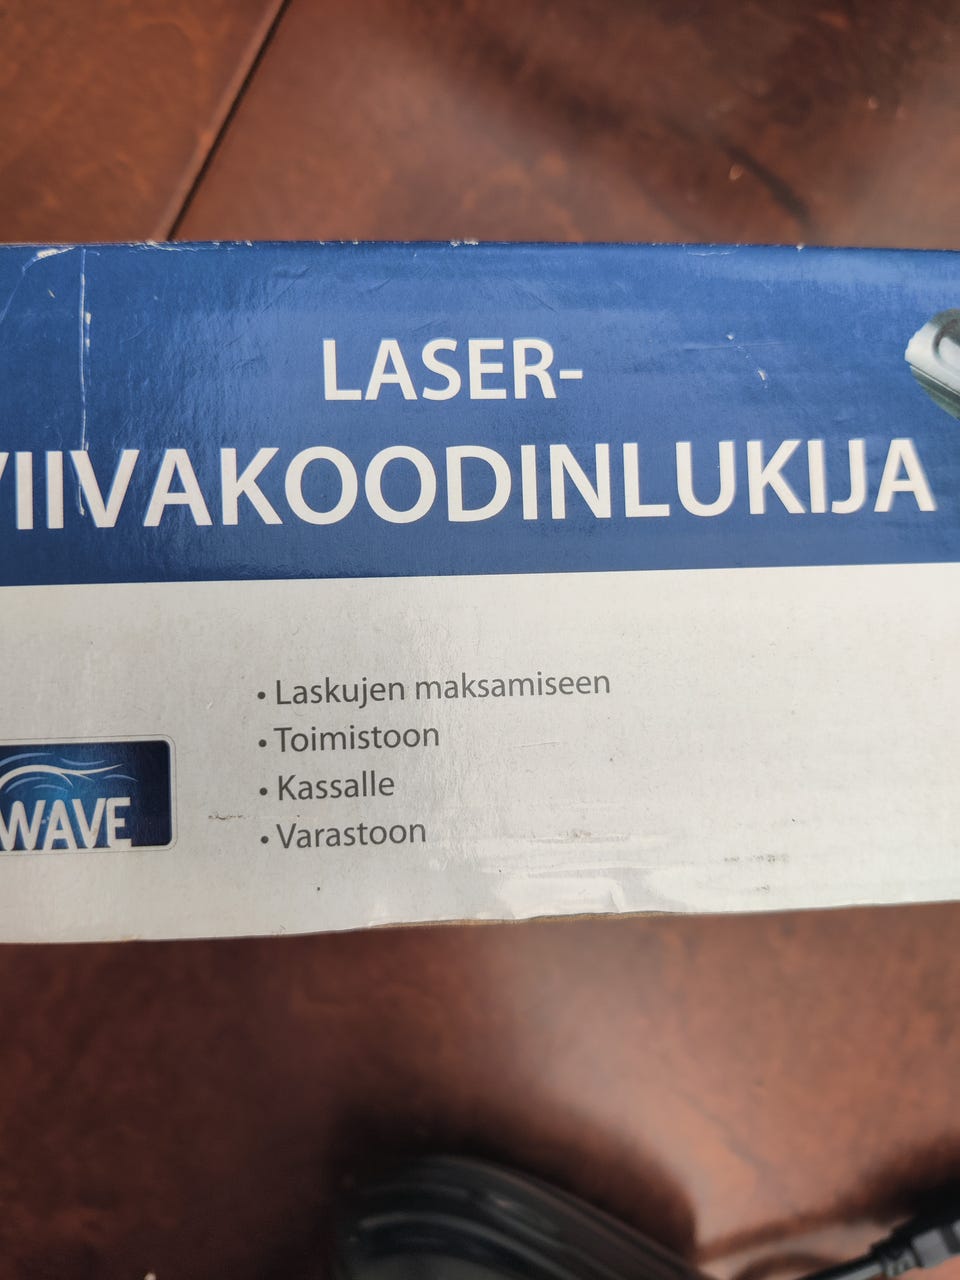 LASER-
VIIVAKOODINLUKIJA
• Laskujen maksamiseen
• Toimistoon
• Kassalle
• Varastoon
WAVE